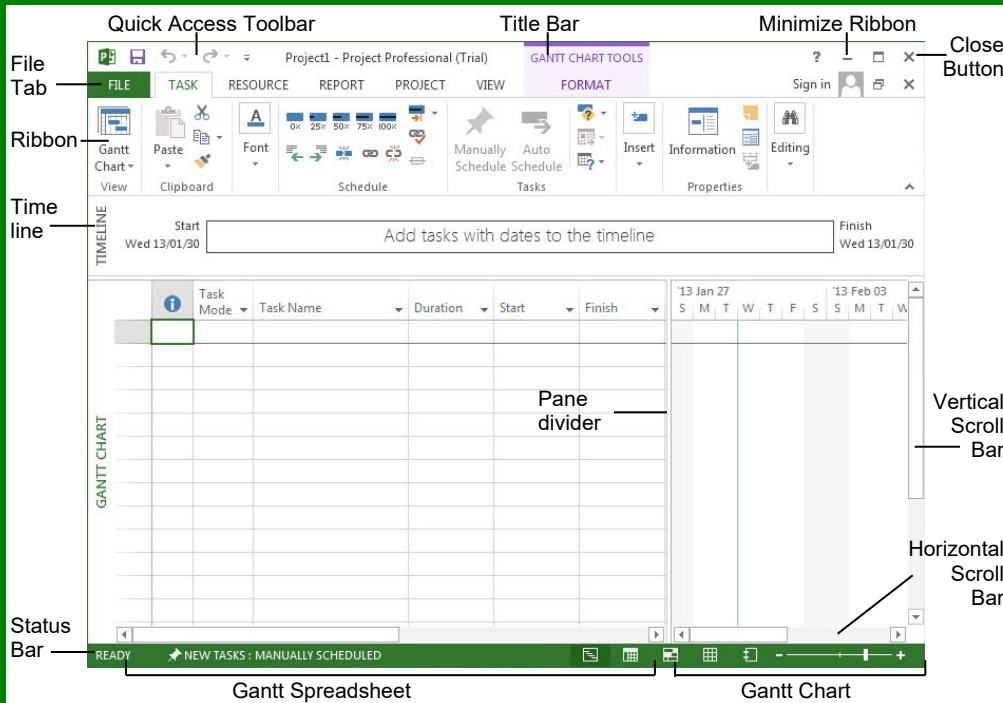 Quick Access Toolbar
Title Bar
Minimize Ribbon
Close
Button
File
Tab
Ribbon
Time
line
Project1 - Project Professional (Trial)
GANTT CHART TOOLS
?
FILE
TASK
RESOURCE
REPORT
PROJECT
VIEW
FORMAT
Sign in
Gantt
Chart
Paste
A
Font
0% 25% 50% 75% 100%
Manually
Schedule
Auto
Schedule
Insert
Information
Editing
View
Clipboard
Schedule
Tasks
Properties
TIMELINE
Start
Wed 13/01/30
Add tasks with dates to the timeline
Finish
Wed 13/01/30
Task
Mode
Task Name
Duration
Start
Finish
'13 Jan 27
'13 Feb 03
S M T W T F S S M T W
GANTT CHART
Pane
divider
Vertical
Scroll
Bar
Horizontal
Scroll
Bar
Status
Bar
READY
NEW TASKS : MANUALLY SCHEDULED
Gantt Spreadsheet
Gantt Chart